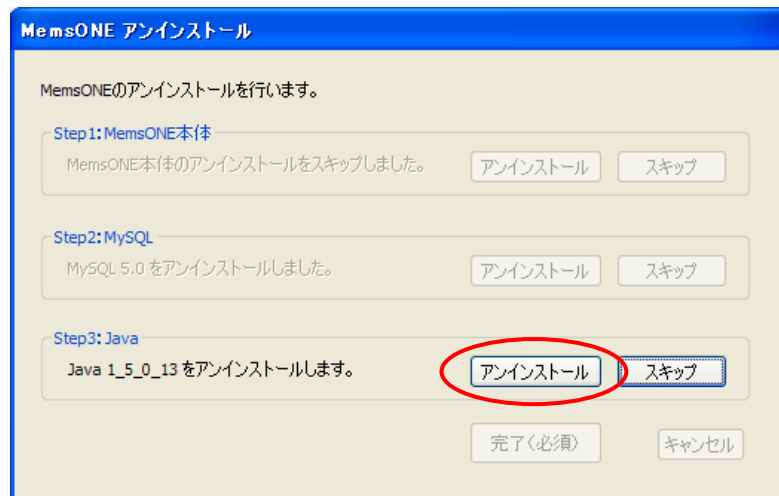 MemsONE アンインストール
MemsONEのアンインストールを行います。
Step1:MemsONE本体
MemsONE本体のアンインストールをスキップしました。 アンインストール スキップ
Step2:MySQL
MySQL 5.0 をアンインストールしました。 アンインストール スキップ
Step3:Java
Java 1_5_0_13 をアンインストールします。 アンインストール スキップ
完了(必須) キャンセル